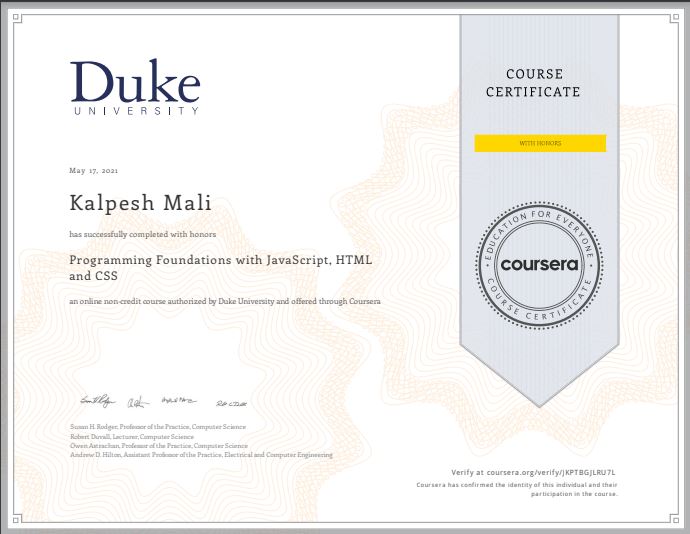 Duke
UNIVERSITY
COURSE
CERTIFICATE
WITH HONORS
May 17, 2021
Kalpesh Mali
has successfully completed with honors
Programming Foundations with JavaScript, HTML
and CSS
an online non-credit course authorized by Duke University and offered through Coursera
EDUCATION FOR EVERYONE
coursera
COURSE CERTIFICATE
Susan H. Rodger, Professor of the Practice, Computer Science
Robert Duvall, Lecturer, Computer Science
Owen Astrachan, Professor of the Practice, Computer Science
Andrew D. Hilton, Assistant Professor of the Practice, Electrical and Computer Engineering
Verify at coursera.org/verify/JKPTBGJLRU7L
Coursera has confirmed the identity of this individual and their
participation in the course.